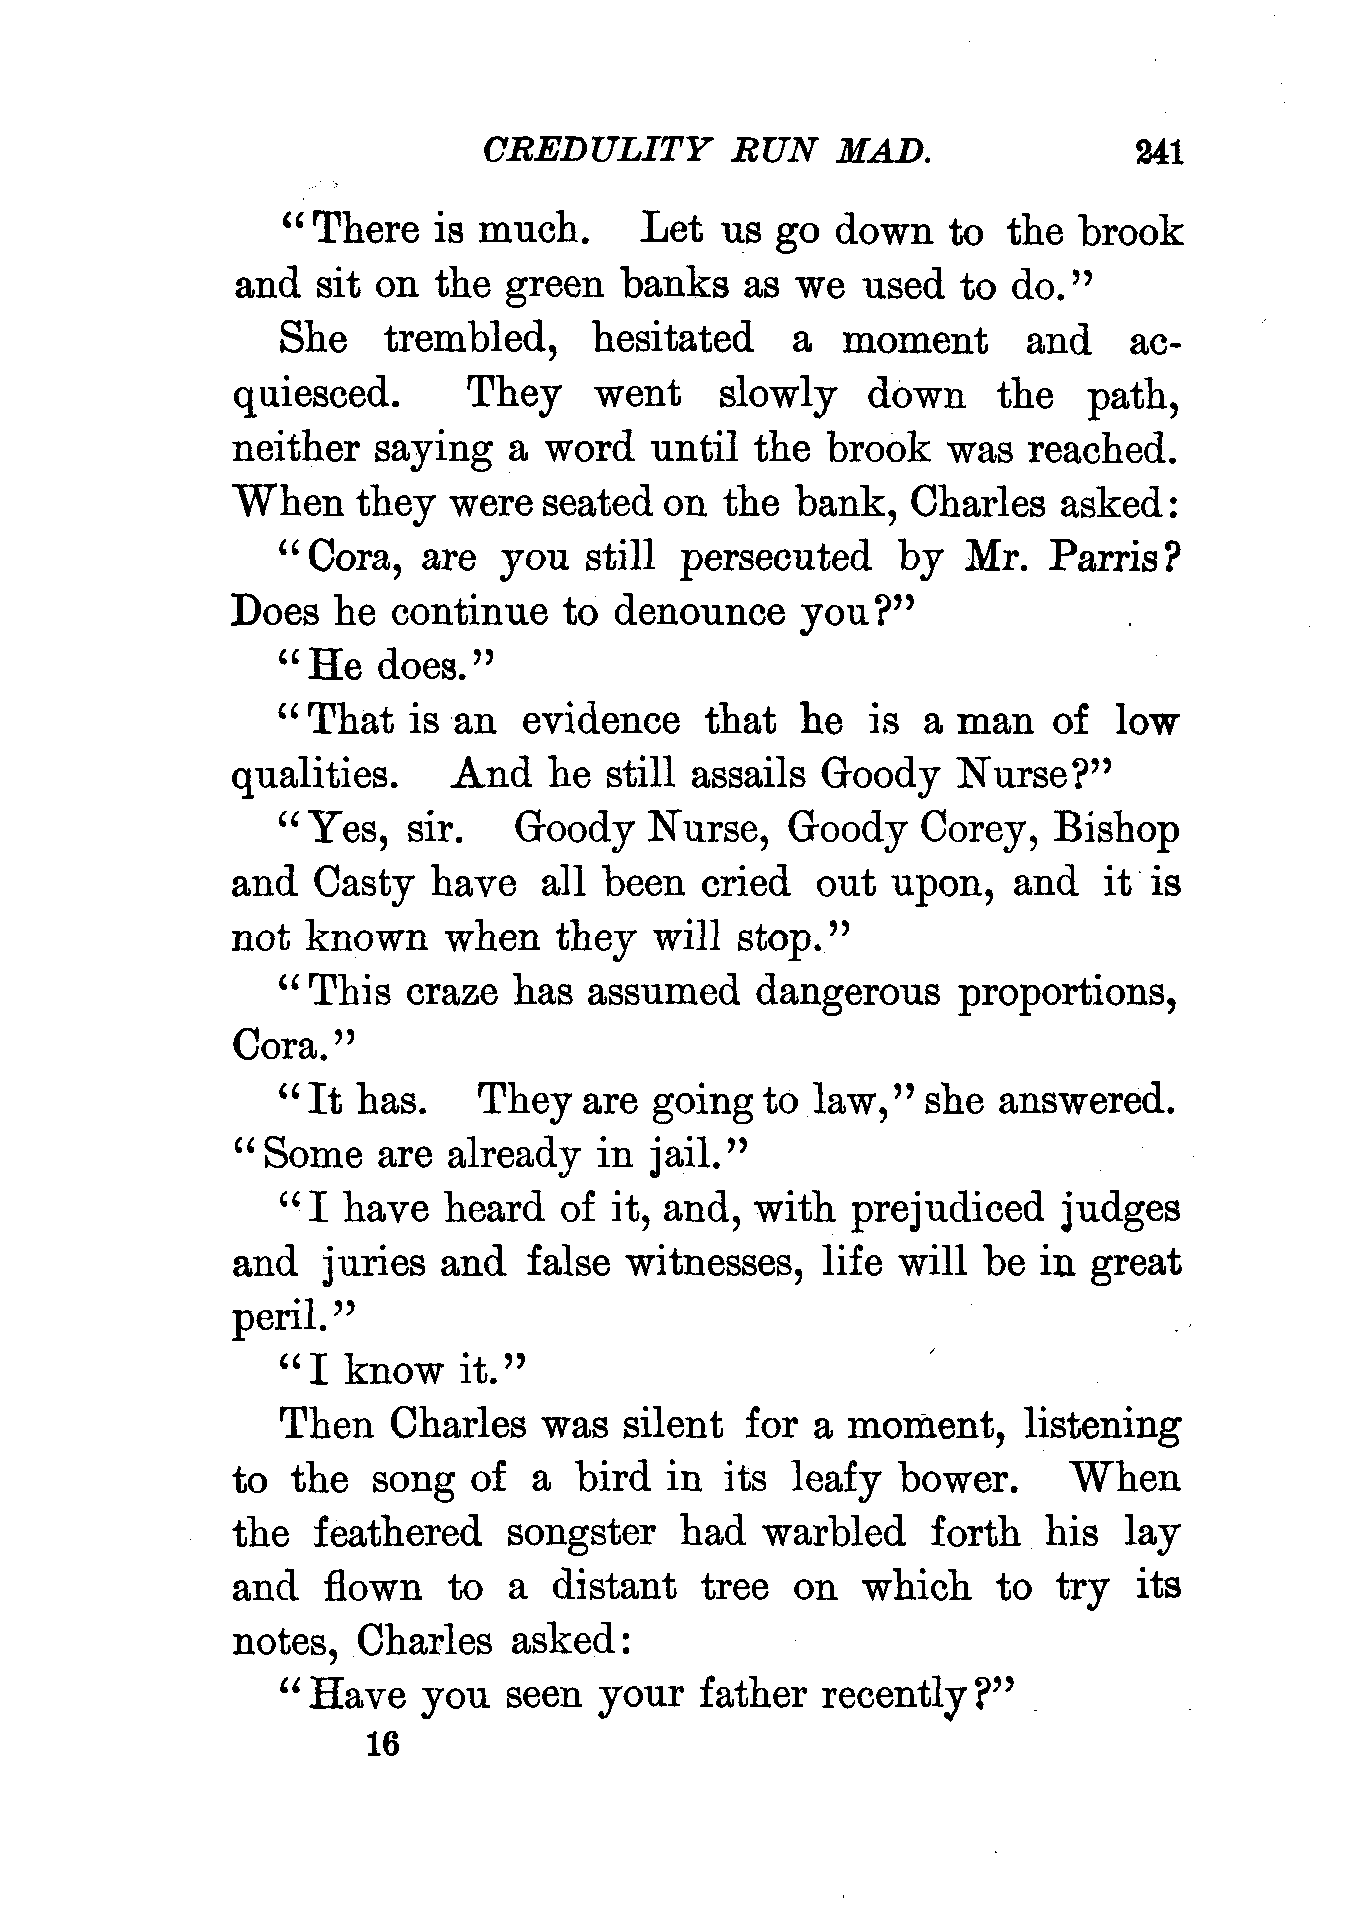 CREDULITY RUN MAD. 241
"There is much. Let us go down to the brook
and sit on the green banks as we used to do."
She trembled, hesitated a moment and ac-
quiesced. They went slowly down the path,
neither saying a word until the brook was reached.
When they were seated on the bank, Charles asked:
"Cora, are you still persecuted by Mr. Parris?
Does he continue to denounce you?"
"He does."
"That is an evidence that he is a man of low
qualities. And he still assails Goody Nurse?"
"Yes, sir. Goody Nurse, Goody Corey, Bishop
and Casty have all been cried out upon, and it is
not known when they will stop."
"This craze has assumed dangerous proportions,
Cora."
"It has. They are going to law," she answered.
"Some are already in jail."
"I have heard of it, and, with prejudiced judges
and juries and false witnesses, life will be in great
peril."
"I know it."
Then Charles was silent for a moment, listening
to the song of a bird in its leafy bower. When
the feathered songster had warbled forth his lay
and flown to a distant tree on which to try its
notes, Charles asked:
"Have you seen your father recently?"
16